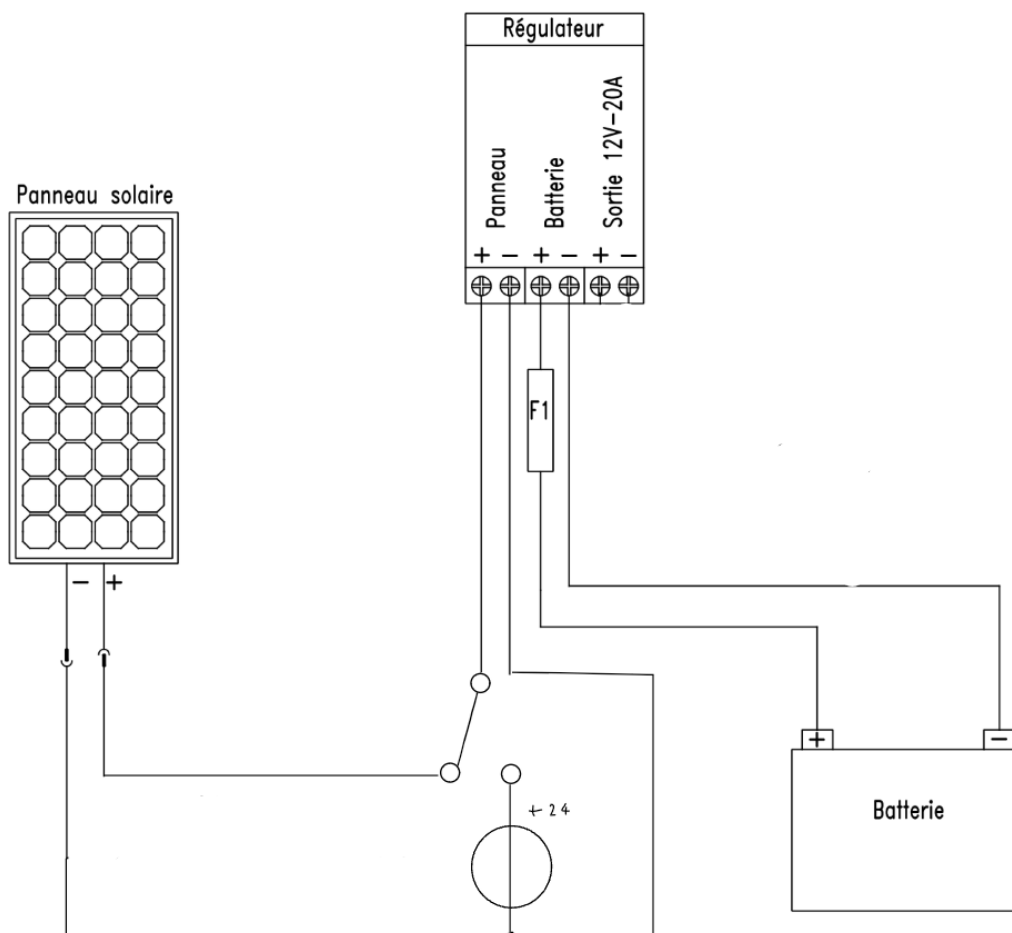 Régulateur
Panneau
Batterie
Sortie 12V-20A
+ - + - + -
Panneau solaire
F1
- +
+ -
Batterie
+24